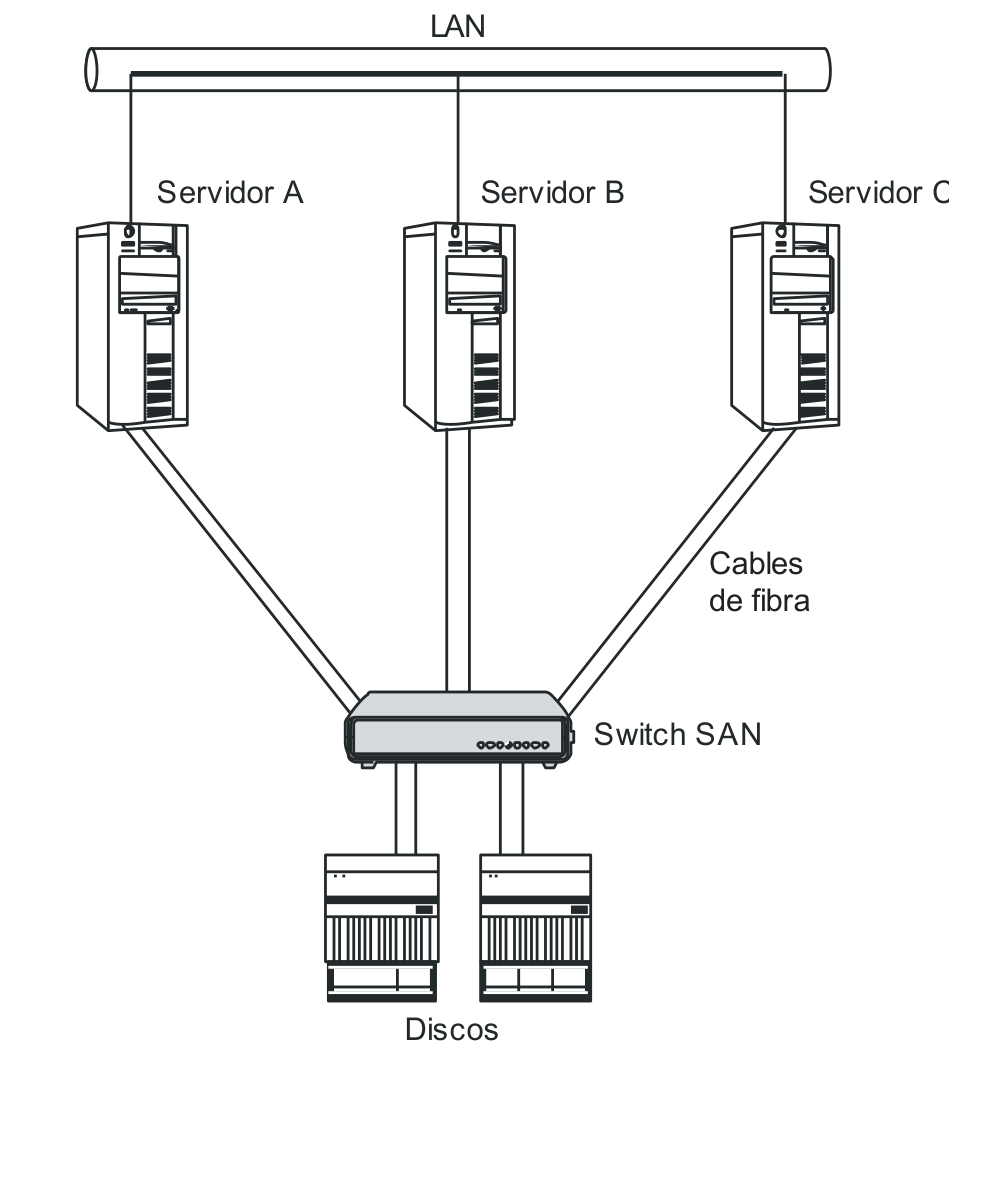 LAN
Servidor A
Servidor B
Servidor C
Cables
de fibra
Switch SAN
Discos